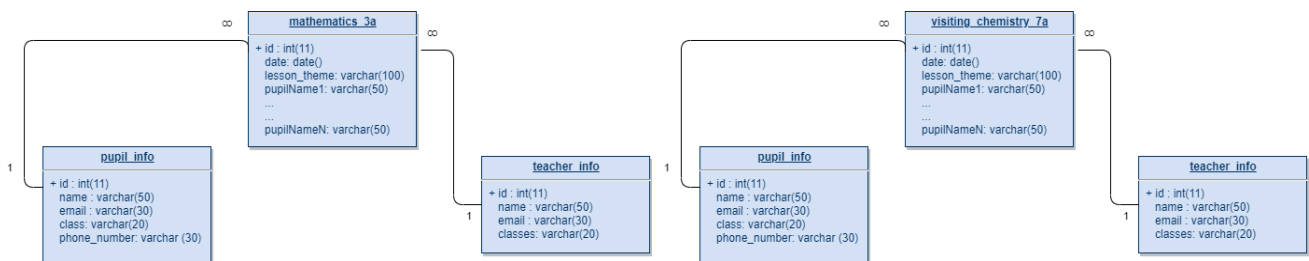 ∞
mathematics_3a
+ id : int(11)
date: date()
lesson_theme: varchar(100)
pupilName1: varchar(50)
...
...
pupilNameN: varchar(50)
∞
1
pupil_info
+ id : int(11)
name : varchar(50)
email : varchar(30)
class: varchar(20)
phone_number: varchar (30)
teacher_info
+ id : int(11)
name : varchar(50)
email : varchar(30)
classes: varchar(20)
1
∞
visiting_chemistry_7a
+ id : int(11)
date: date()
lesson_theme: varchar(100)
pupilName1: varchar(50)
...
...
pupilNameN: varchar(50)
∞
1
pupil_info
+ id : int(11)
name : varchar(50)
email : varchar(30)
class: varchar(20)
phone_number: varchar (30)
teacher_info
+ id : int(11)
name : varchar(50)
email : varchar(30)
classes: varchar(20)
1